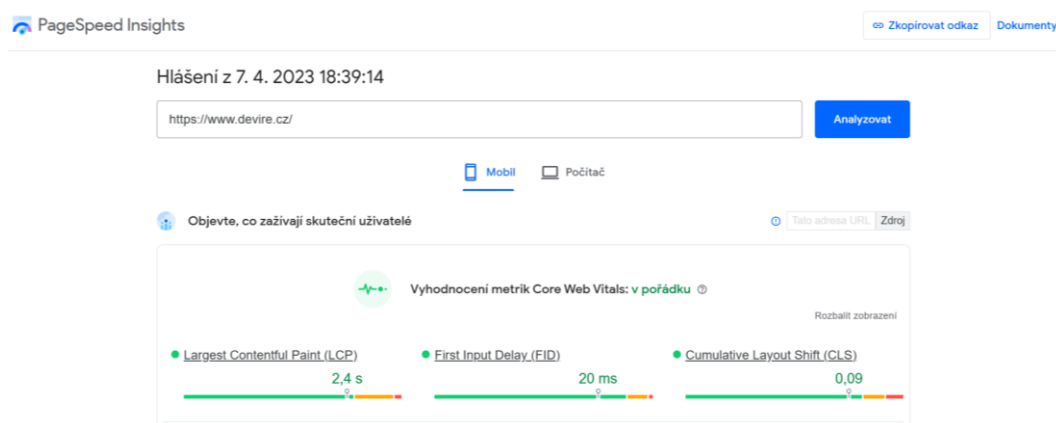 PageSpeed Insights
Zkopírovat odkaz Dokumenty
Hlášení z 7. 4. 2023 18:39:14
https://www.devire.cz/ Analyzovat
Mobil Počítač
Objevte, co zažívají skuteční uživatelé Tato adresa URL Zdroj
Vyhodnocení metrik Core Web Vitals: v pořádku
Rozbalit zobrazení
Largest Contentful Paint (LCP) First Input Delay (FID) Cumulative Layout Shift (CLS)
2,4 s 20 ms 0,09